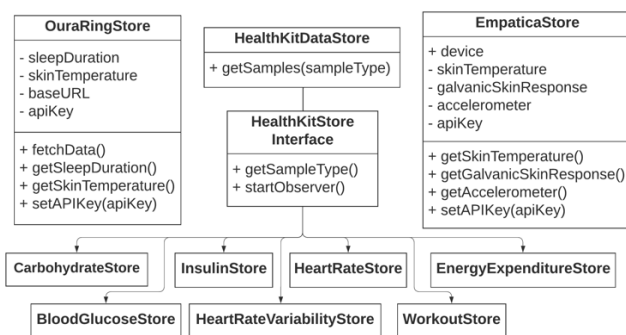 OuraRingStore
- sleepDuration
- skinTemperature
- baseURL
- apiKey
+ fetchData()
+ getSleepDuration()
+ getSkinTemperature()
+ setAPIKey(apiKey)
HealthKitDataStore
+ getSamples(sampleType)
HealthKitStore
Interface
+ getSampleType()
+ startObserver()
EmpaticaStore
+ device
- skinTemperature
- galvanicSkinResponse
- accelerometer
- apiKey
+ getSkinTemperature()
+ getGalvanicSkinResponse()
+ getAccelerometer()
+ setAPIKey(apiKey)
CarbohydrateStore
InsulinStore
HeartRateStore
EnergyExpenditureStore
BloodGlucoseStore
HeartRateVariabilityStore
WorkoutStore